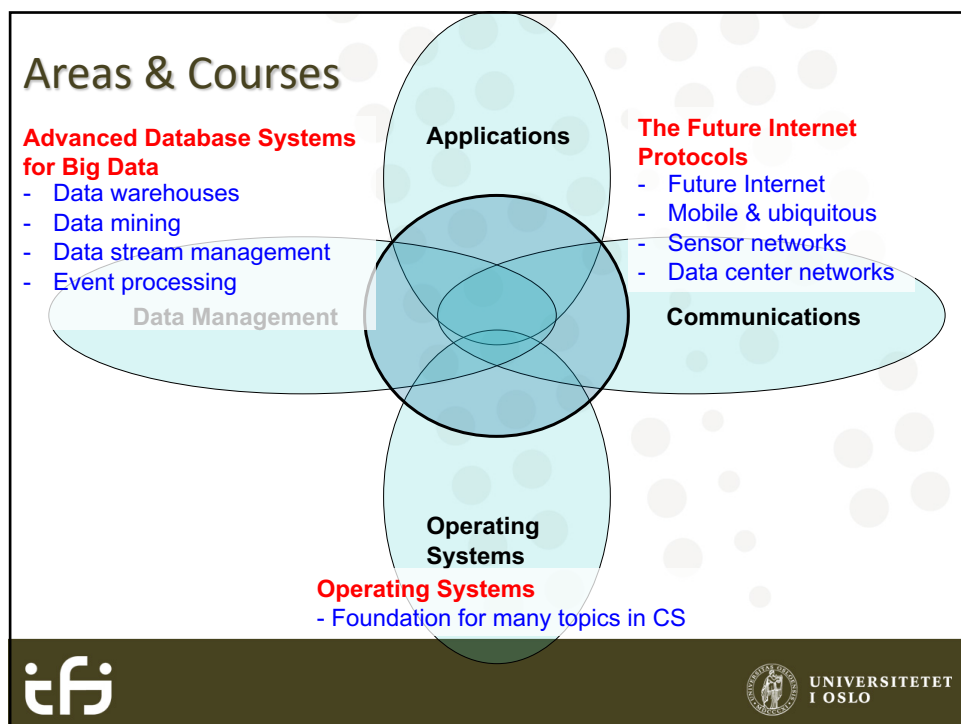 Areas & Courses
Advanced Database Systems
for Big Data
- Data warehouses
- Data mining
- Data stream management
- Event processing
Data Management
Applications
The Future Internet
Protocols
- Future Internet
- Mobile & ubiquitous
- Sensor networks
- Data center networks
Communications
Operating
Systems
Operating Systems
- Foundation for many topics in CS
ifi
UNIVERSITETET
I OSLO